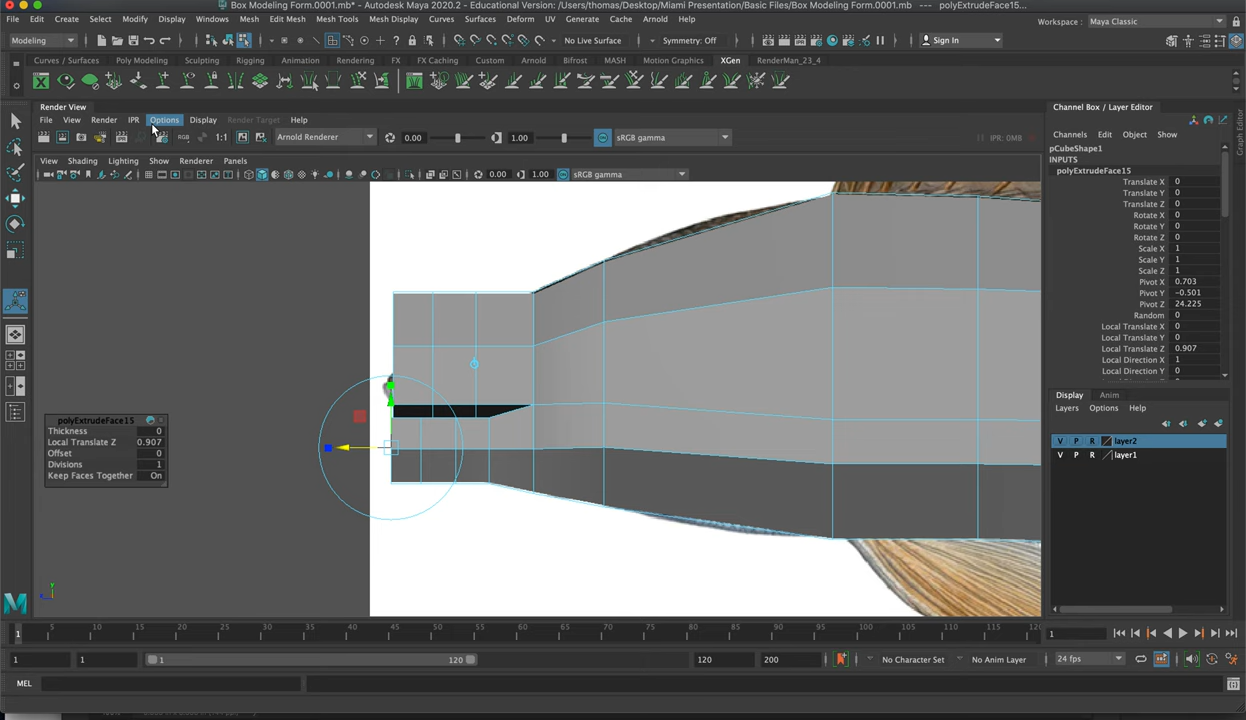 Box Modeling Form.0001.mb* - Autodesk Maya 2020.2 - Educational Version: /Users/thomas/Desktop/Miami Presentation/Basic Files/Box Modeling Form.0001.mb --- polyExtrudeFace15...
File Edit Create Select Modify Display Windows Mesh Edit Mesh Mesh Tools Mesh Display Curves Surfaces Deform UV Generate Cache Arnold Help
Workspace : Maya Classic
Modeling No Live Surface Symmetry: Off Sign In
Curves / Surfaces Poly Modeling Sculpting Rigging Animation Rendering FX FX Caching Custom Arnold Bifrost MASH Motion Graphics XGen RenderMan_23_4
Render View
File View Render IPR Options Display Render Target Help
RGB 1:1 Arnold Renderer 0.00 1.00 sRGB gamma IPR: 0MB
View Shading Lighting Show Renderer Panels
0.00 1.00 sRGB gamma
polyExtrudeFace15
Thickness 0
Local Translate Z 0.907
Offset 0
Divisions 1
Keep Faces Together On
Channel Box / Layer Editor
Channels Edit Object Show
pCubeShape1
INPUTS
polyExtrudeFace15
Translate X 0
Translate Y 0
Translate Z 0
Rotate X 0
Rotate Y 0
Rotate Z 0
Scale X 1
Scale Y 1
Scale Z 1
Pivot X 0.703
Pivot Y -0.501
Pivot Z 24.225
Random 0
Local Translate X 0
Local Translate Y 0
Local Translate Z 0.907
Local Direction X 1
Local Direction Y 0
Graph Editor
Display Anim
Layers Options Help
V P R layer2
V P R layer1
1 5 10 15 20 25 30 35 40 45 50 55 60 65 70 75 80 85 90 95 100 105 110 115 120
1
1 1 1 120 120 200 No Character Set No Anim Layer 24 fps
MEL